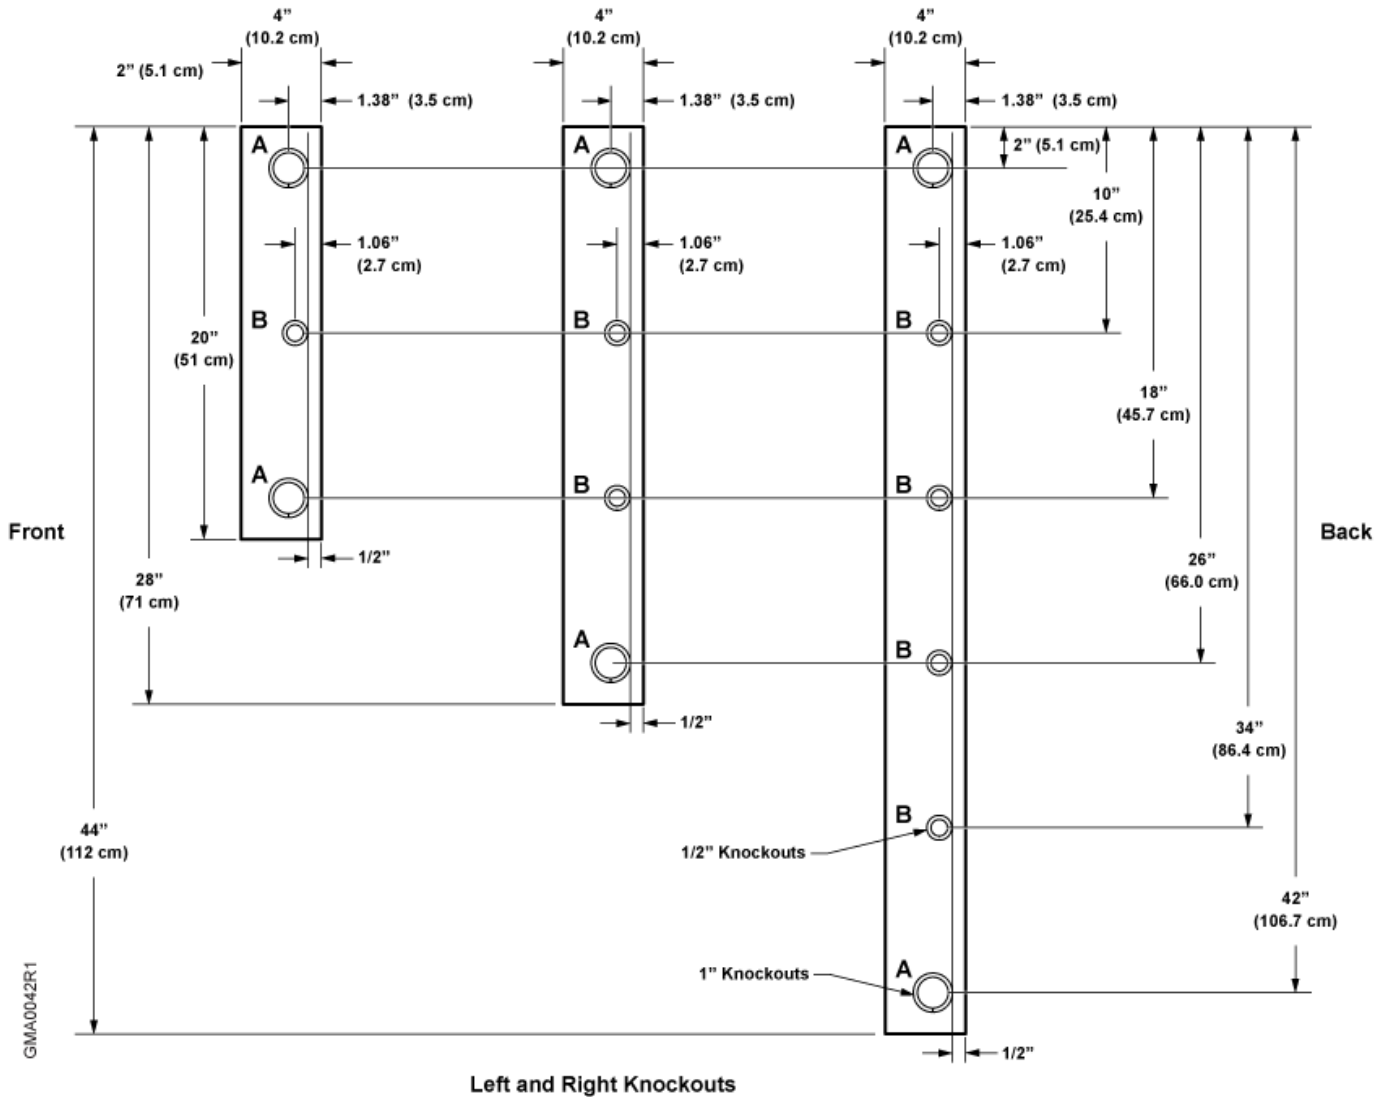 4”
(10.2 cm)
4”
(10.2 cm)
4”
(10.2 cm)
2” (5.1 cm)
1.38” (3.5 cm)
1.38” (3.5 cm)
1.38” (3.5 cm)
A
A
A
2” (5.1 cm)
10”
(25.4 cm)
1.06”
(2.7 cm)
1.06”
(2.7 cm)
1.06”
(2.7 cm)
B
B
B
20”
(51 cm)
18”
(45.7 cm)
A
B
B
Front
Back
1/2”
26”
(66.0 cm)
28”
(71 cm)
A
B
1/2”
34”
(86.4 cm)
B
44”
(112 cm)
1/2” Knockouts
42”
(106.7 cm)
1” Knockouts
A
GMA0042R1
1/2”
Left and Right Knockouts